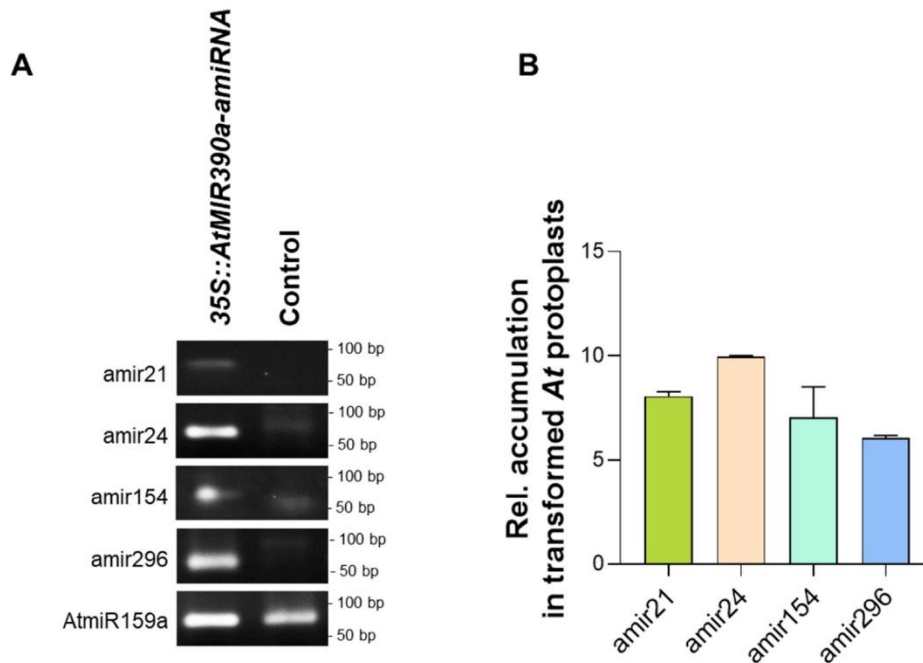 A
35S::AtMIR390a-amiRNA
Control
amir21
- 100 bp
- 50 bp
amir24
- 100 bp
- 50 bp
amir154
- 100 bp
- 50 bp
amir296
- 100 bp
- 50 bp
AtmiR159a
- 100 bp
- 50 bp
B
Rel. accumulation
in transformed At protoplasts
15
10
5
0
amir21
amir24
amir154
amir296